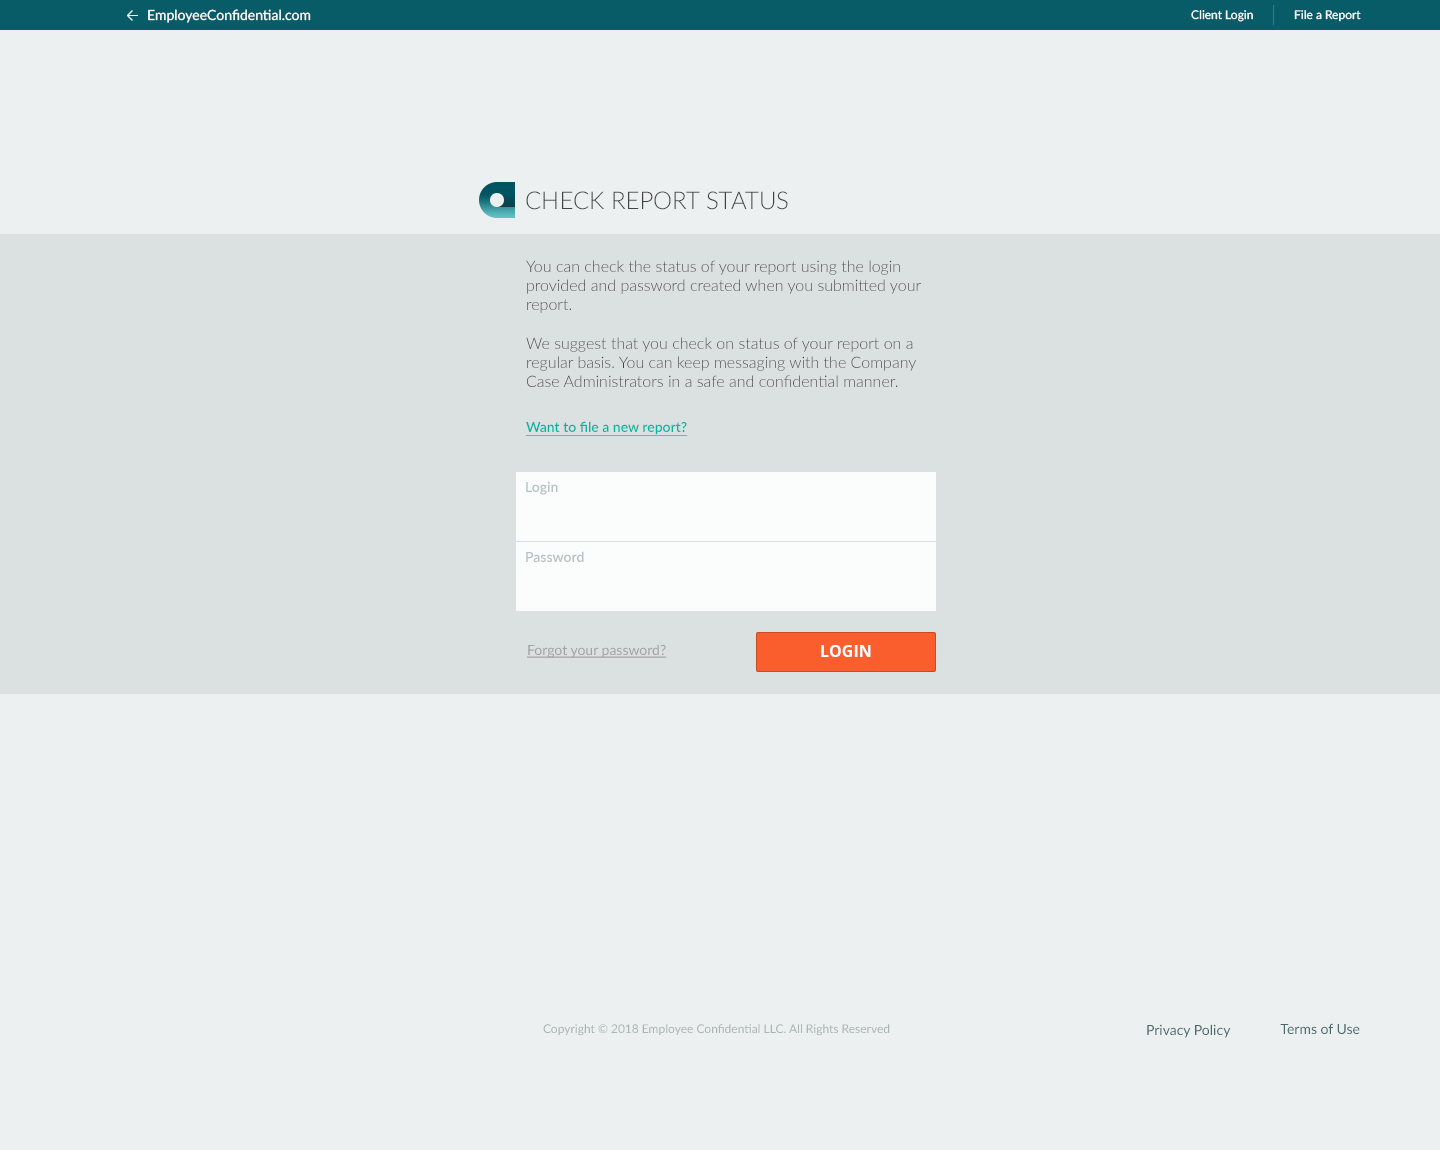 EmployeeConfidential.com
Client Login
File a Report
CHECK REPORT STATUS
You can check the status of your report using the login
provided and password created when you submitted your
report.
We suggest that you check on status of your report on a
regular basis. You can keep messaging with the Company
Case Administrators in a safe and confidential manner.
Want to file a new report?
Login
Password
Forgot your password?
LOGIN
Copyright © 2018 Employee Confidential LLC. All Rights Reserved
Privacy Policy
Terms of Use